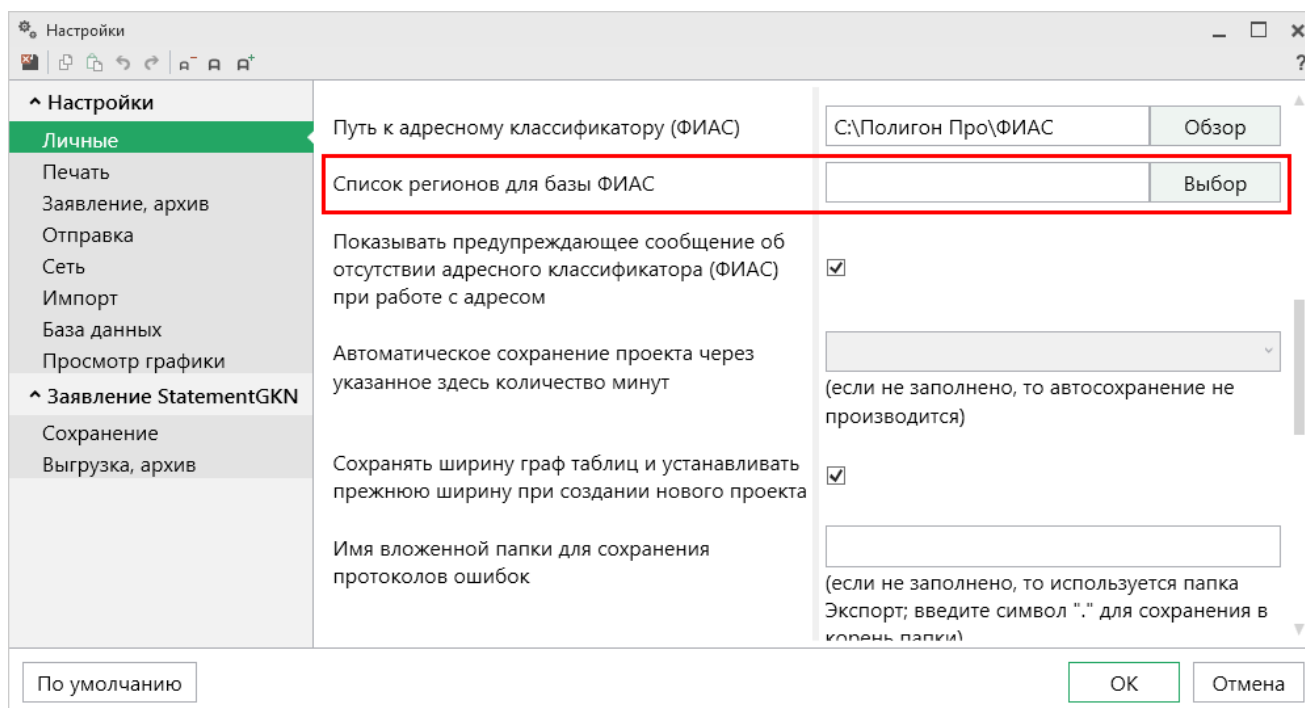 Настройки
?
Настройки
Личные
Печать
Заявление, архив
Отправка
Сеть
Импорт
База данных
Просмотр графики
Заявление StatementGKN
Сохранение
Выгрузка, архив
Путь к адресному классификатору (ФИАС)
С:\Полигон Про\ФИАС
Обзор
Список регионов для базы ФИАС
Выбор
Показывать предупреждающее сообщение об
отсутствии адресного классификатора (ФИАС)
при работе с адресом
Автоматическое сохранение проекта через
указанное здесь количество минут
(если не заполнено, то автосохранение не
производится)
Сохранять ширину граф таблиц и устанавливать
прежнюю ширину при создании нового проекта
Имя вложенной папки для сохранения
протоколов ошибок
(если не заполнено, то используется папка
Экспорт; введите символ "." для сохранения в
корень папки)
По умолчанию
ОК
Отмена